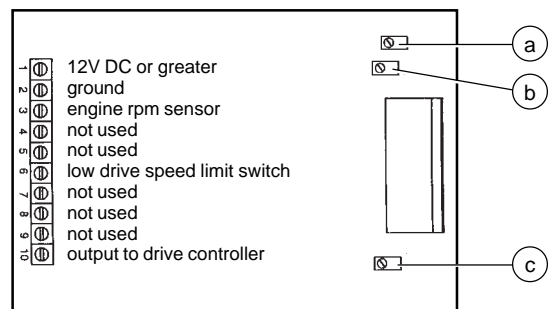 a
b
1 12V DC or greater
2 ground
3 engine rpm sensor
4 not used
5 not used
6 low drive speed limit switch
7 not used
8 not used
9 not used
10 output to drive controller
c